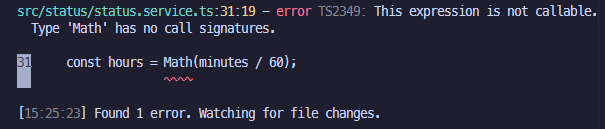 src/status/status.service.ts:31:19 - error TS2349: This expression is not callable.
  Type 'Math' has no call signatures.
31     const hours = Math(minutes / 60);
                     ~~~~
[15:25:23] Found 1 error. Watching for file changes.